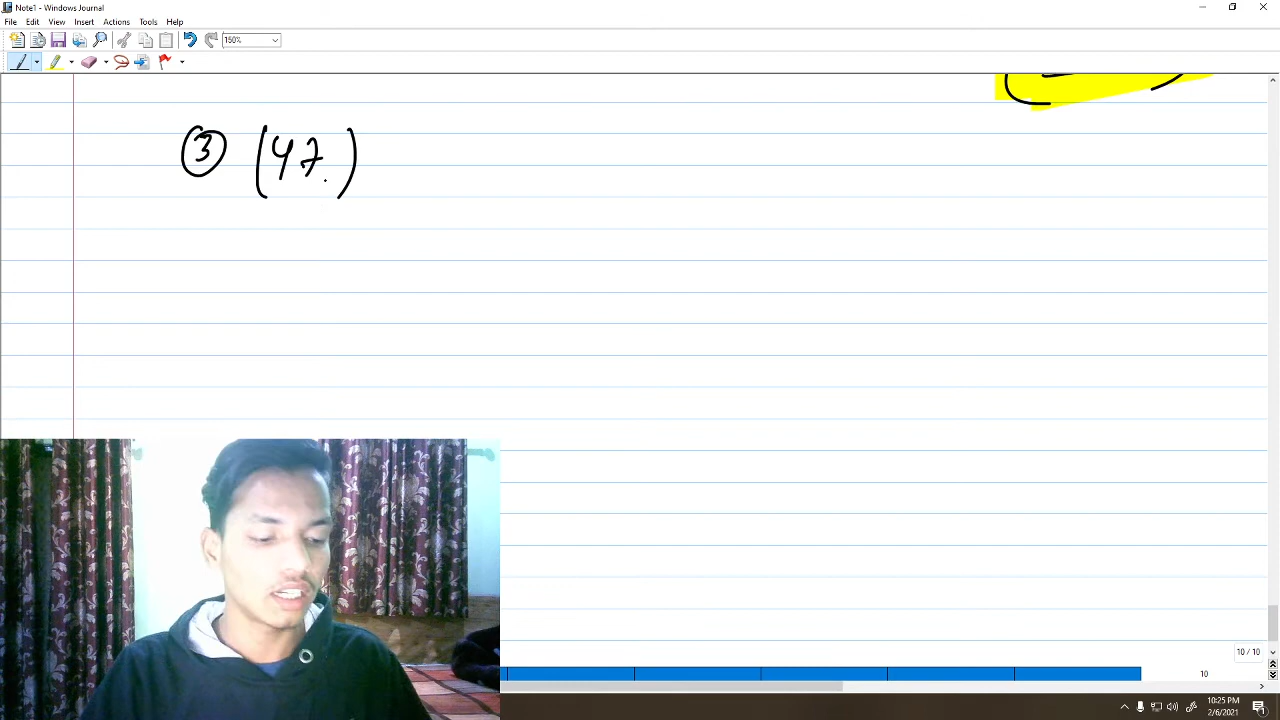 Note1 - Windows Journal
File Edit View Insert Actions Tools Help
150%
③ (47.)
10 / 10
10
10:25 PM
2/6/2021
1